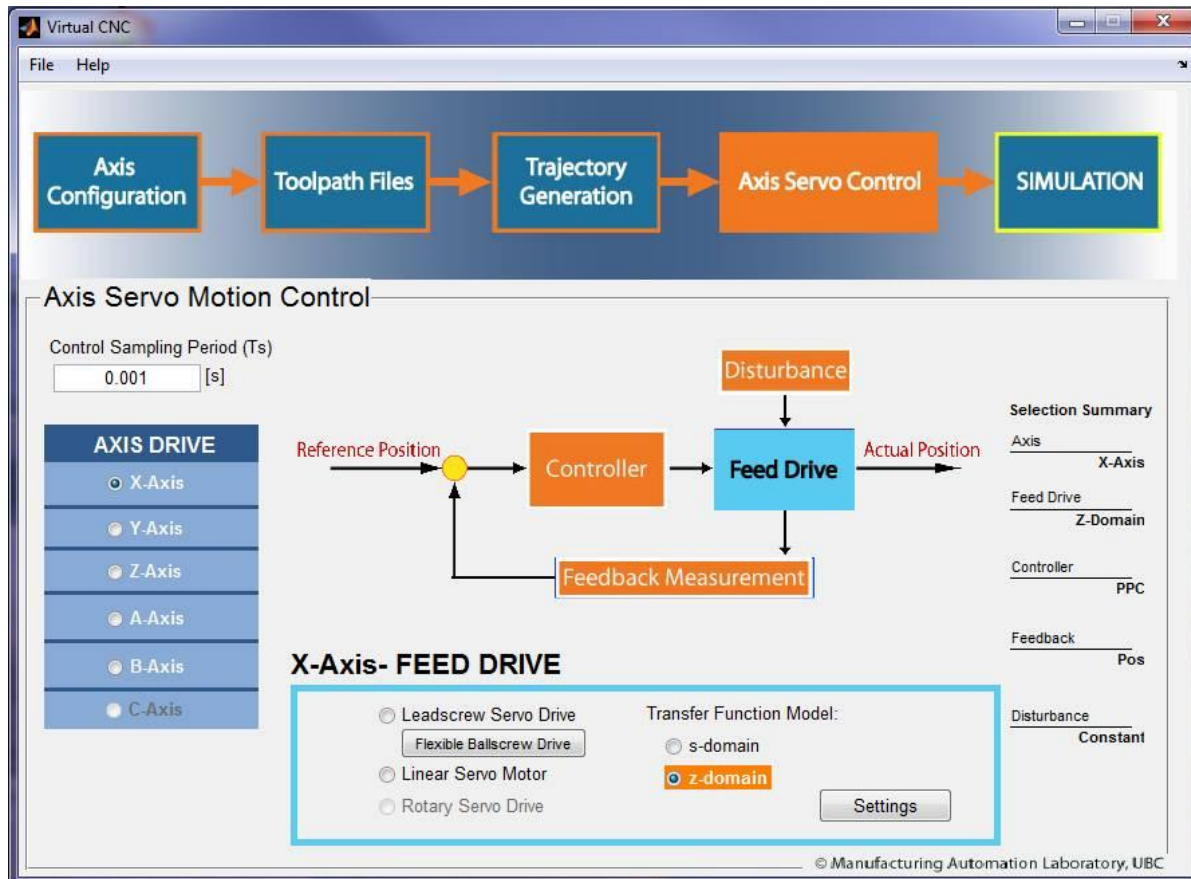 Virtual CNC
File Help
Axis
Configuration
Toolpath Files
Trajectory
Generation
Axis Servo Control
SIMULATION
Axis Servo Motion Control
Control Sampling Period (Ts)
0.001 [s]
AXIS DRIVE
X-Axis
Y-Axis
Z-Axis
A-Axis
B-Axis
C-Axis
Disturbance
Reference Position
Controller
Feed Drive
Actual Position
Feedback Measurement
Selection Summary
Axis
X-Axis
Feed Drive
Z-Domain
Controller
PPC
Feedback
Pos
Disturbance
Constant
X-Axis- FEED DRIVE
Leadscrew Servo Drive
Flexible Ballscrew Drive
Linear Servo Motor
Rotary Servo Drive
Transfer Function Model:
s-domain
z-domain
Settings
© Manufacturing Automation Laboratory, UBC